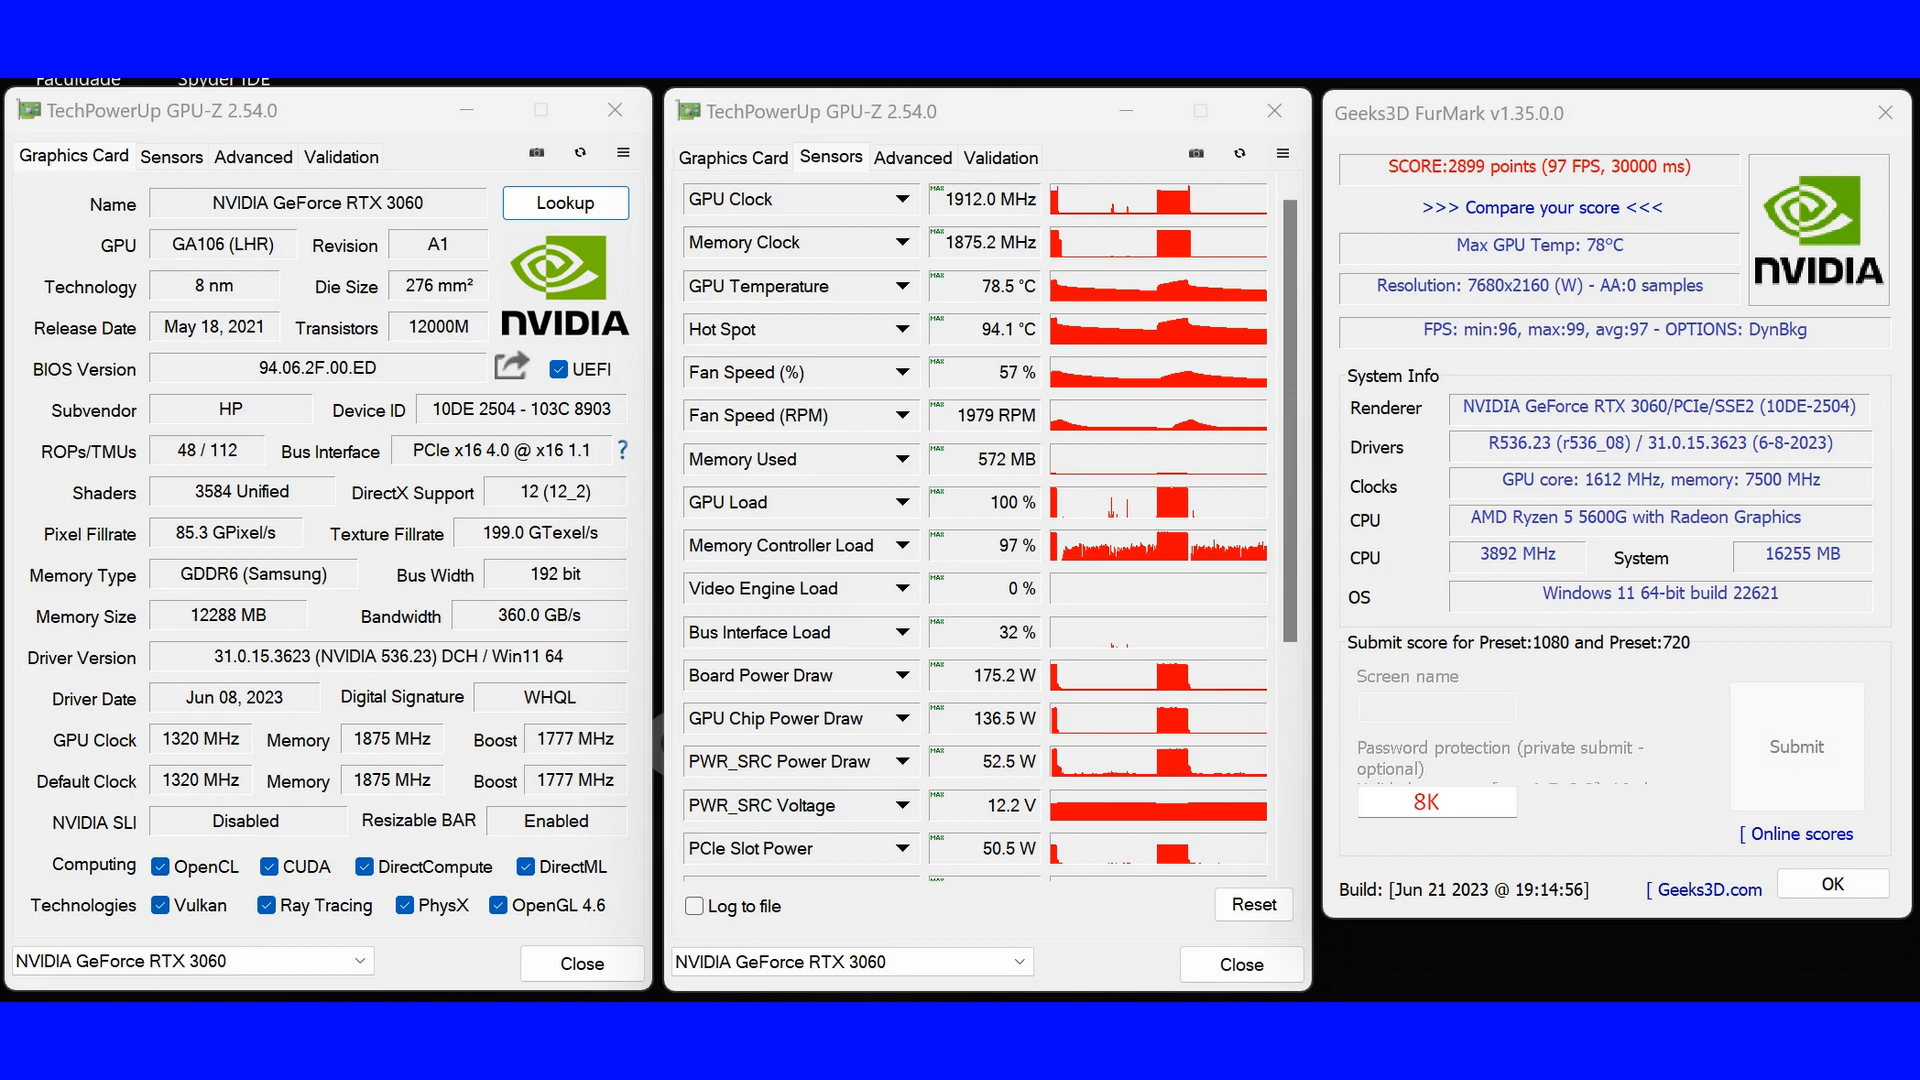 Faculdade Spyder IDE
TechPowerUp GPU-Z 2.54.0
Graphics Card Sensors Advanced Validation
Name NVIDIA GeForce RTX 3060 Lookup
GPU GA106 (LHR) Revision A1
Technology 8 nm Die Size 276 mm²
Release Date May 18, 2021 Transistors 12000M
NVIDIA
BIOS Version 94.06.2F.00.ED UEFI
Subvendor HP Device ID 10DE 2504 - 103C 8903
ROPs/TMUs 48 / 112 Bus Interface PCIe x16 4.0 @ x16 1.1 ?
Shaders 3584 Unified DirectX Support 12 (12_2)
Pixel Fillrate 85.3 GPixel/s Texture Fillrate 199.0 GTexel/s
Memory Type GDDR6 (Samsung) Bus Width 192 bit
Memory Size 12288 MB Bandwidth 360.0 GB/s
Driver Version 31.0.15.3623 (NVIDIA 536.23) DCH / Win11 64
Driver Date Jun 08, 2023 Digital Signature WHQL
GPU Clock 1320 MHz Memory 1875 MHz Boost 1777 MHz
Default Clock 1320 MHz Memory 1875 MHz Boost 1777 MHz
NVIDIA SLI Disabled Resizable BAR Enabled
Computing OpenCL CUDA DirectCompute DirectML
Technologies Vulkan Ray Tracing PhysX OpenGL 4.6
NVIDIA GeForce RTX 3060 Close
TechPowerUp GPU-Z 2.54.0
Graphics Card Sensors Advanced Validation
GPU Clock MAX 1912.0 MHz
Memory Clock MAX 1875.2 MHz
GPU Temperature MAX 78.5 °C
Hot Spot MAX 94.1 °C
Fan Speed (%) MAX 57 %
Fan Speed (RPM) MAX 1979 RPM
Memory Used MAX 572 MB
GPU Load MAX 100 %
Memory Controller Load MAX 97 %
Video Engine Load MAX 0 %
Bus Interface Load MAX 32 %
Board Power Draw MAX 175.2 W
GPU Chip Power Draw MAX 136.5 W
PWR_SRC Power Draw MAX 52.5 W
PWR_SRC Voltage MAX 12.2 V
PCIe Slot Power MAX 50.5 W
MAX
Log to file Reset
NVIDIA GeForce RTX 3060 Close
Geeks3D FurMark v1.35.0.0
SCORE:2899 points (97 FPS, 30000 ms)
>>> Compare your score <<<
Max GPU Temp: 78°C
NVIDIA
Resolution: 7680x2160 (W) - AA:0 samples
FPS: min:96, max:99, avg:97 - OPTIONS: DynBkg
System Info
Renderer NVIDIA GeForce RTX 3060/PCIe/SSE2 (10DE-2504)
Drivers R536.23 (r536_08) / 31.0.15.3623 (6-8-2023)
Clocks GPU core: 1612 MHz, memory: 7500 MHz
CPU AMD Ryzen 5 5600G with Radeon Graphics
CPU 3892 MHz System 16255 MB
OS Windows 11 64-bit build 22621
Submit score for Preset:1080 and Preset:720
Screen name
Password protection (private submit -
optional)
Submit
8K
[ Online scores
Build: [Jun 21 2023 @ 19:14:56] [ Geeks3D.com OK